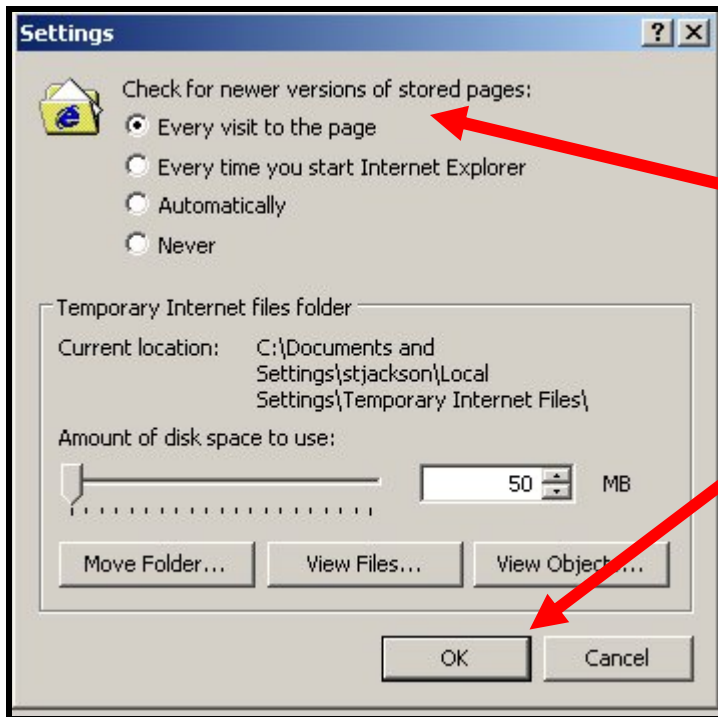 Settings
Check for newer versions of stored pages:
Every visit to the page
Every time you start Internet Explorer
Automatically
Never
Temporary Internet files folder
Current location: C:\Documents and
Settings\stjackson\Local
Settings\Temporary Internet Files\
Amount of disk space to use:
50 MB
Move Folder... View Files... View Objects...
OK Cancel